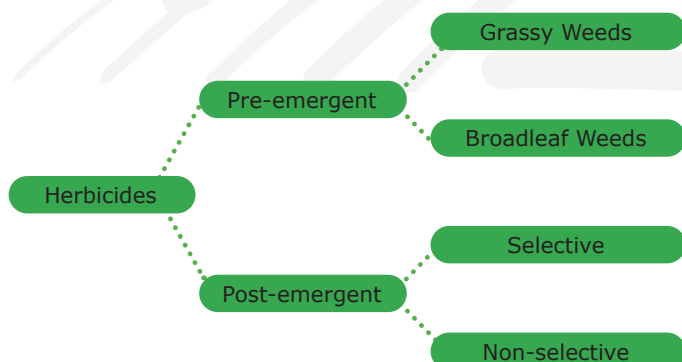 Grassy Weeds
Pre-emergent
Broadleaf Weeds
Herbicides
Selective
Post-emergent
Non-selective